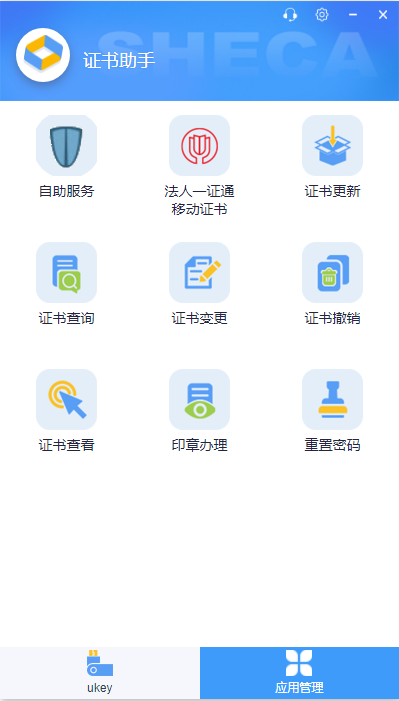 SHECA
证书助手
自助服务
法人一证通
移动证书
证书更新
证书查询
证书变更
证书撤销
证书查看
印章办理
重置密码
ukey
应用管理